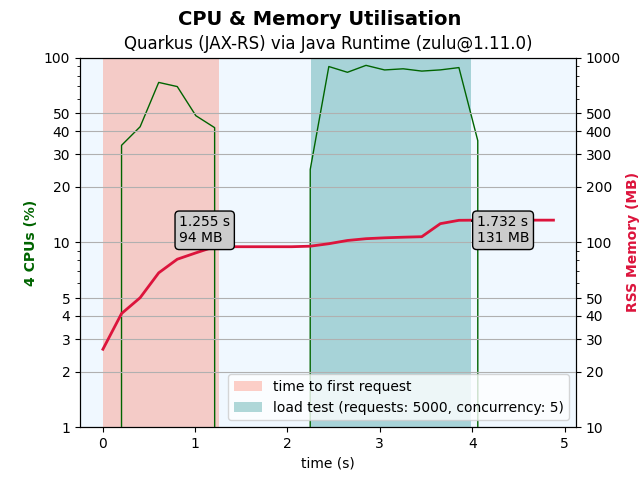 CPU & Memory Utilisation
Quarkus (JAX-RS) via Java Runtime (zulu@1.11.0)
100
50
40
30
20
10
5
4
3
2
1
4 CPUs (%)
1.255 s
94 MB
1.732 s
131 MB
time to first request
load test (requests: 5000, concurrency: 5)
1000
500
400
300
200
100
50
40
30
20
10
RSS Memory (MB)
0 1 2 3 4 5
time (s)